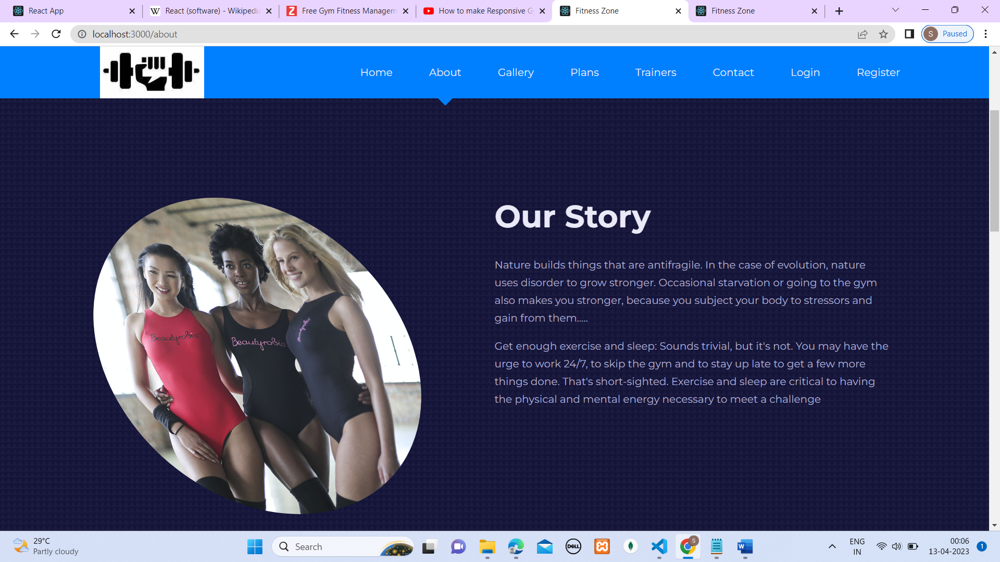 React App
React (software) - Wikipedia
Free Gym Fitness Managem
How to make Responsive G
Fitness Zone
Fitness Zone
localhost:3000/about
S Paused
Home About Gallery Plans Trainers Contact Login Register
Our Story
Nature builds things that are antifragile. In the case of evolution, nature
uses disorder to grow stronger. Occasional starvation or going to the gym
also makes you stronger, because you subject your body to stressors and
gain from them.....
Get enough exercise and sleep: Sounds trivial, but it's not. You may have the
urge to work 24/7, to skip the gym and to stay up late to get a few more
things done. That's short-sighted. Exercise and sleep are critical to having
the physical and mental energy necessary to meet a challenge
Beautyrobics
Beautyrobics
29°C
Partly cloudy
Search
DELL
S
W
ENG
IN
00:06
13-04-2023
1